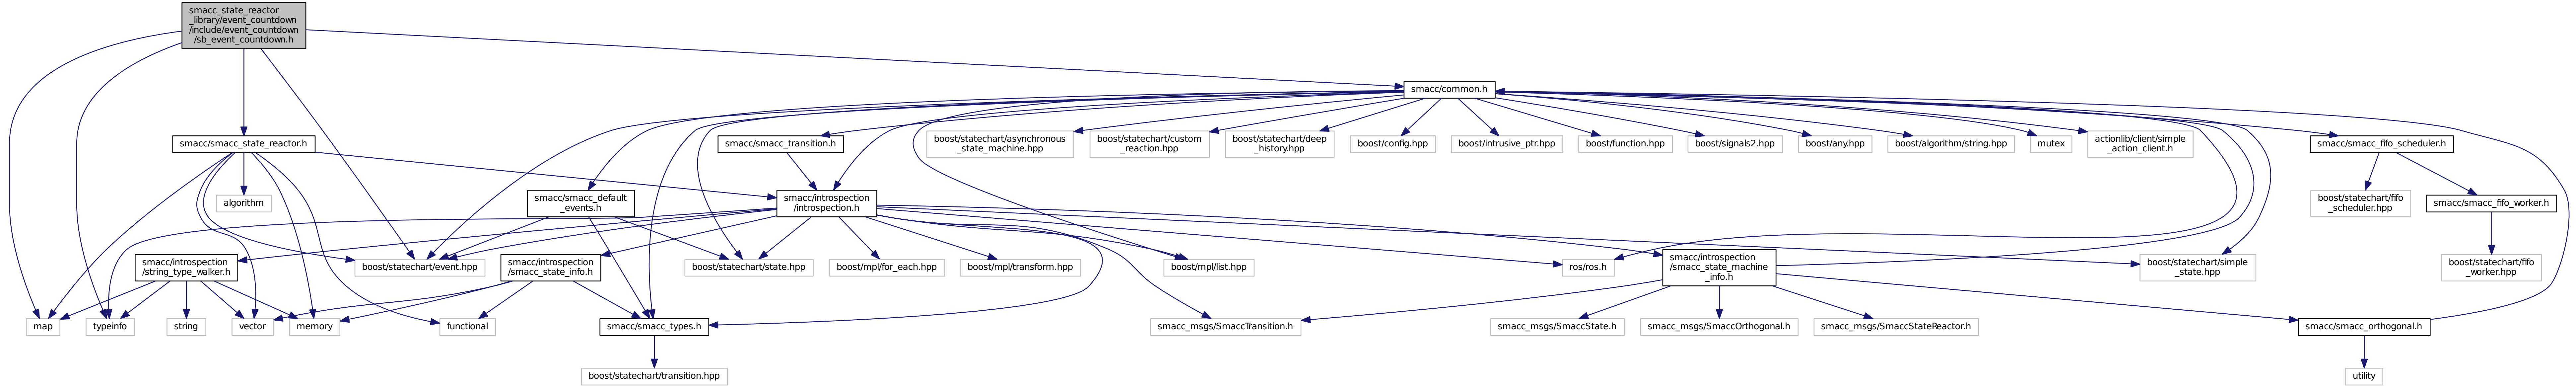 smacc_state_reactor
_library/event_countdown
/include/event_countdown
/sb_event_countdown.h
smacc/common.h
smacc/smacc_state_reactor.h
smacc/smacc_transition.h
boost/statechart/asynchronous
_state_machine.hpp
boost/statechart/custom
_reaction.hpp
boost/statechart/deep
_history.hpp
boost/config.hpp
boost/intrusive_ptr.hpp
boost/function.hpp
boost/signals2.hpp
boost/any.hpp
boost/algorithm/string.hpp
mutex
actionlib/client/simple
_action_client.h
smacc/smacc_fifo_scheduler.h
algorithm
smacc/smacc_default
_events.h
smacc/introspection
/introspection.h
boost/statechart/fifo
_scheduler.hpp
smacc/smacc_fifo_worker.h
smacc/introspection
/string_type_walker.h
boost/statechart/event.hpp
smacc/introspection
/smacc_state_info.h
boost/statechart/state.hpp
boost/mpl/for_each.hpp
boost/mpl/transform.hpp
boost/mpl/list.hpp
ros/ros.h
smacc/introspection
/smacc_state_machine
_info.h
boost/statechart/simple
_state.hpp
boost/statechart/fifo
_worker.hpp
map
typeinfo
string
vector
memory
functional
smacc/smacc_types.h
smacc_msgs/SmaccTransition.h
smacc_msgs/SmaccState.h
smacc_msgs/SmaccOrthogonal.h
smacc_msgs/SmaccStateReactor.h
smacc/smacc_orthogonal.h
boost/statechart/transition.hpp
utility